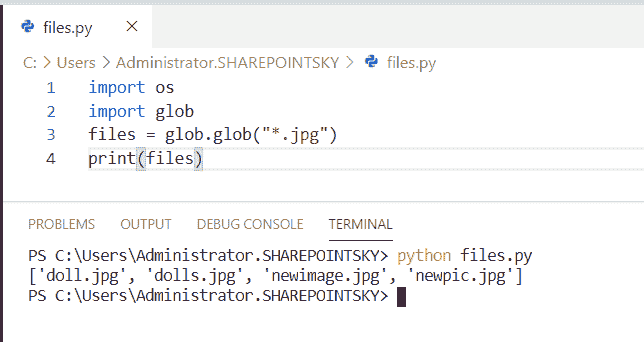 files.py
C: > Users > Administrator.SHAREPOINTSKY > files.py
1 import os
2 import glob
3 files = glob.glob("*.jpg")
4 print(files)
PROBLEMS OUTPUT DEBUG CONSOLE TERMINAL
PS C:\Users\Administrator.SHAREPOINTSKY> python files.py
['doll.jpg', 'dolls.jpg', 'newimage.jpg', 'newpic.jpg']
PS C:\Users\Administrator.SHAREPOINTSKY>